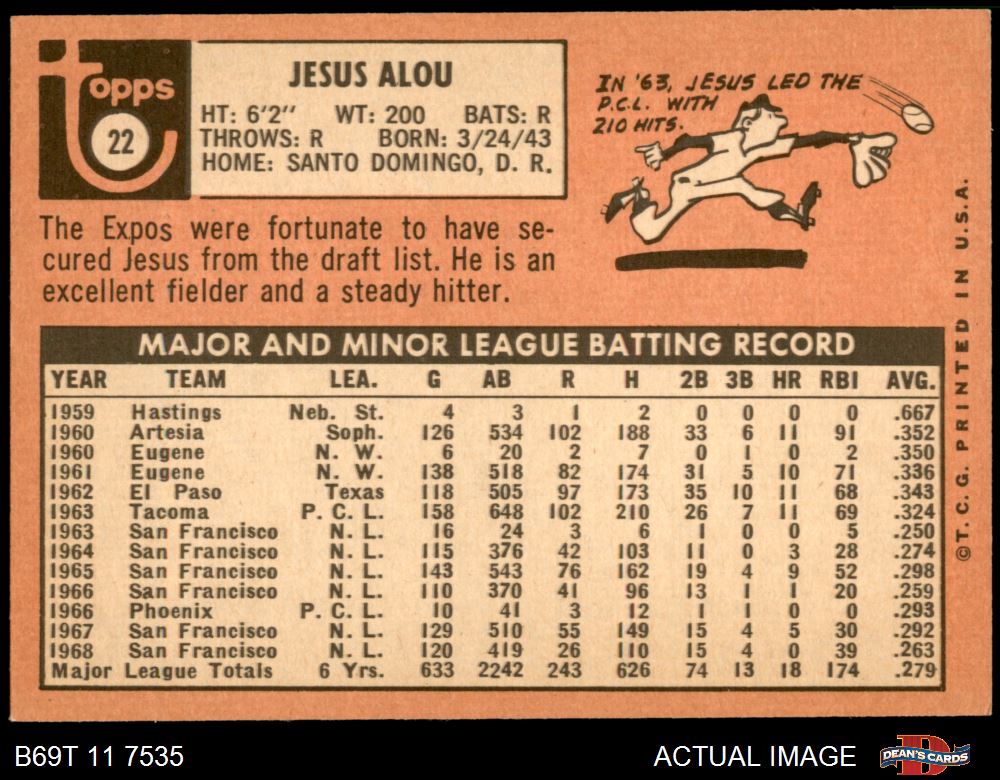 Topps
22
JESUS ALOU
HT: 6'2" WT: 200 BATS: R
THROWS: R BORN: 3/24/43
HOME: SANTO DOMINGO, D. R.
IN '63, JESUS LED THE
P.C.L. WITH
210 HITS.
The Expos were fortunate to have se-
cured Jesus from the draft list. He is an
excellent fielder and a steady hitter.
MAJOR AND MINOR LEAGUE BATTING RECORD
YEAR TEAM LEA. G AB R H 2B 3B HR RBI AVG.
1959 Hastings Neb. St. 4 3 1 2 0 0 0 0 .667
1960 Artesia Soph. 126 534 102 188 33 6 11 91 .352
1960 Eugene N. W. 6 20 2 7 0 1 0 2 .350
1961 Eugene N. W. 138 518 82 174 31 5 10 71 .336
1962 El Paso Texas 118 505 97 173 35 10 11 68 .343
1963 Tacoma P. C. L. 158 648 102 210 26 7 11 69 .324
1963 San Francisco N. L. 16 24 3 6 1 0 0 5 .250
1964 San Francisco N. L. 115 376 42 103 11 0 3 28 .274
1965 San Francisco N. L. 143 543 76 162 19 4 9 52 .298
1966 San Francisco N. L. 110 370 41 96 13 1 1 20 .259
1966 Phoenix P. C. L. 10 41 3 12 1 1 0 0 .293
1967 San Francisco N. L. 129 510 55 149 15 4 5 30 .292
1968 San Francisco N. L. 120 419 26 110 15 4 0 39 .263
Major League Totals 6 Yrs. 633 2242 243 626 74 13 18 174 .279
©T. C. G. PRINTED IN U.S.A.
B69T 11 7535
ACTUAL IMAGE
DEAN'S CARDS